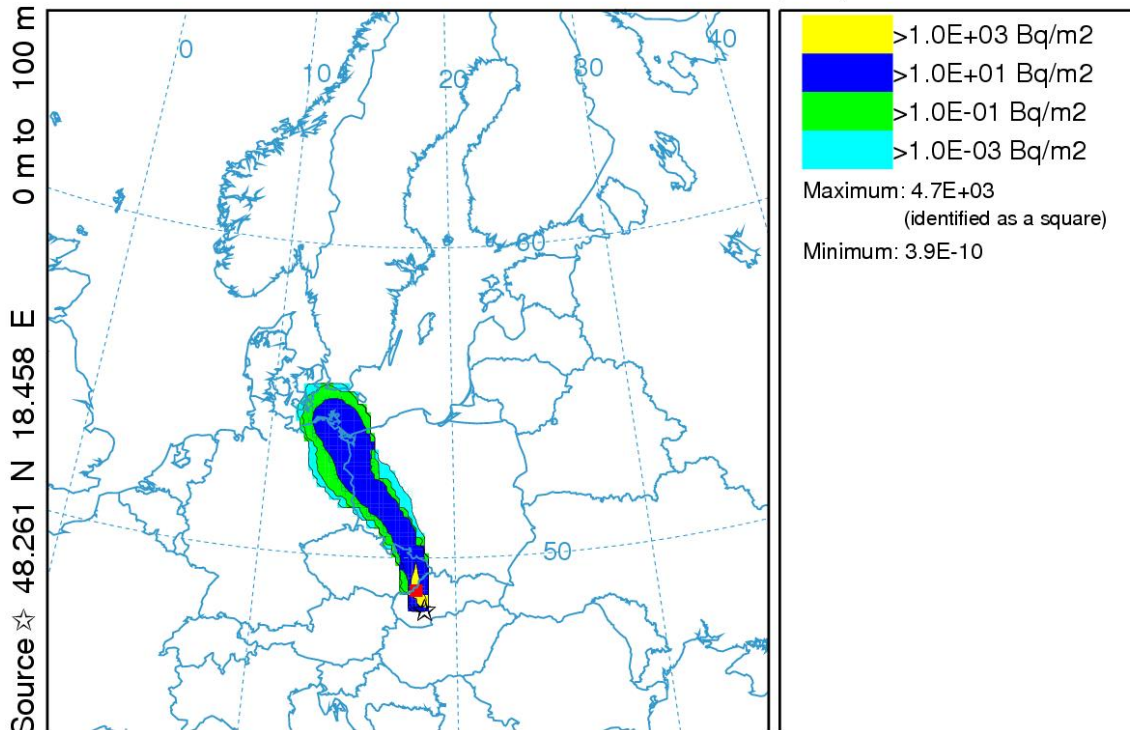 Source ☆ 48.261 N 18.458 E 0 m to 100 m
0
10
20
30
40
60
50
>1.0E+03 Bq/m2
>1.0E+01 Bq/m2
>1.0E-01 Bq/m2
>1.0E-03 Bq/m2
Maximum: 4.7E+03
(identified as a square)
Minimum: 3.9E-10